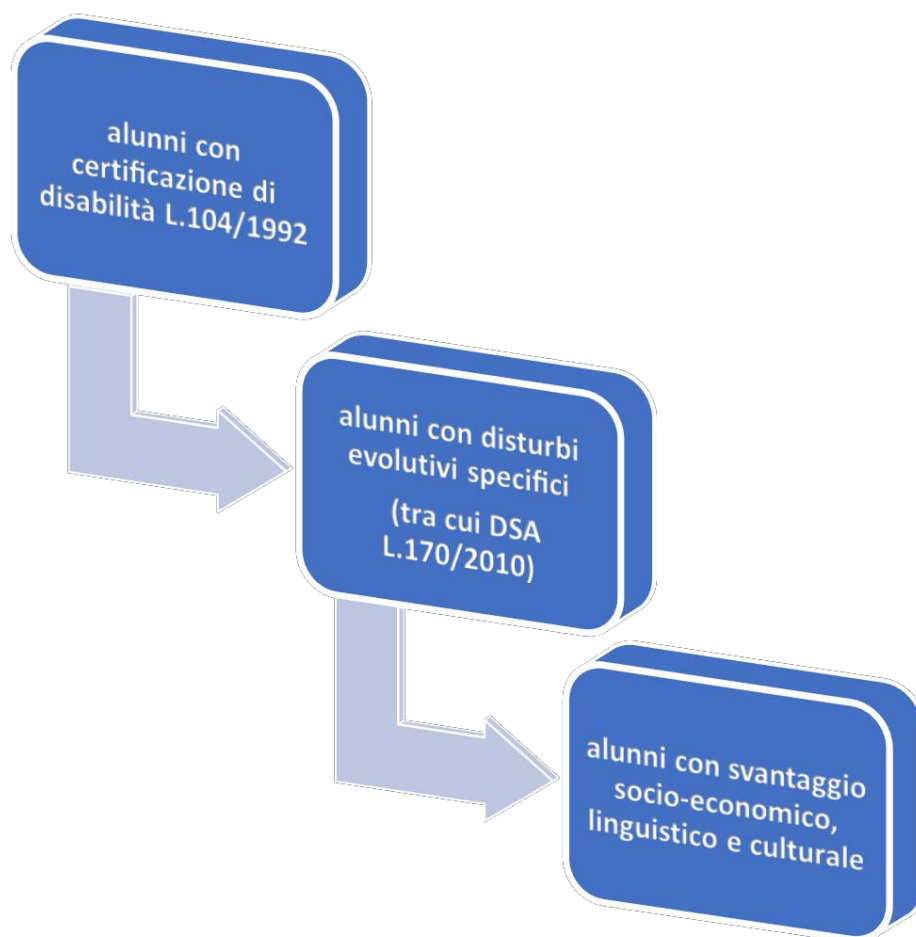 alunni con
certificazione di
disabilità L.104/1992
alunni con disturbi
evolutivi specifici
(tra cui DSA
L.170/2010)
alunni con svantaggio
socio-economico,
linguistico e culturale